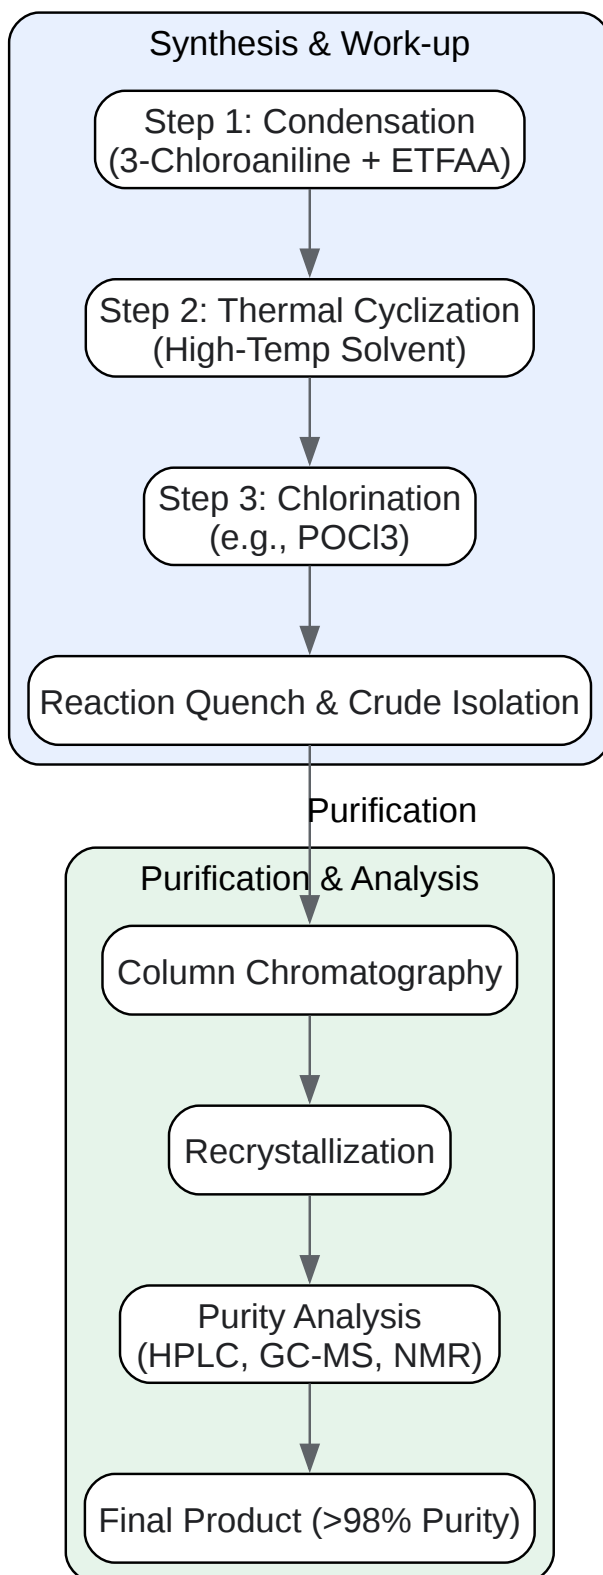 Synthesis & Work-up
Step 1: Condensation
(3-Chloroaniline + ETFAA)
Step 2: Thermal Cyclization
(High-Temp Solvent)
Step 3: Chlorination
(e.g., POCl3)
Reaction Quench & Crude Isolation
Purification
Purification & Analysis
Column Chromatography
Recrystallization
Purity Analysis
(HPLC, GC-MS, NMR)
Final Product (>98% Purity)